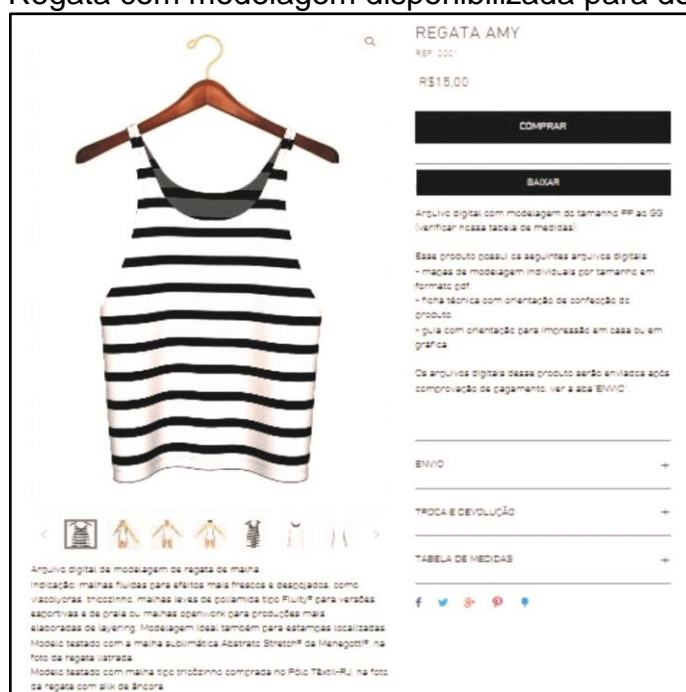 Regata com modelagem disponibilizada para do
REGATA AMY
REF: 0001
R$15,00
COMPRAR
BAIXAR
Arquivo digital com modelagem do tamanho PP ao GG
(verificar nossa tabela de medidas).
Esse produto possui os seguintes arquivos digitais:
- mapas de modelagem individuais por tamanho em
formato pdf
- ficha técnica com orientação de confecção do
produto
- guia com orientação para impressão em casa ou em
gráfica
Os arquivos digitais desse produto serão enviados após
comprovação de pagamento, ver a aba "ENVIO".
ENVIO +
TROCA E DEVOLUÇÃO +
TABELA DE MEDIDAS +
Arquivo digital de modelagem de regata de malha.
Indicação: malhas fluidas para efeitos mais frescos e despojados, como
viscolycras, tricozinho, malhas leves de poliamida tipo Fluity® para versões
esportivas e de praia ou malhas openwork para produções mais
elaboradas de layering. Modelagem ideal também para estampas localizadas.
Modelo testado com a malha sublimática Abstrato Stretch® da Menegotti®, na
foto da regata listrada.
Modelo testado com malha tipo tricôzinho comprada no Pólo Têxtil-RJ, na foto
da regata com silk de âncora